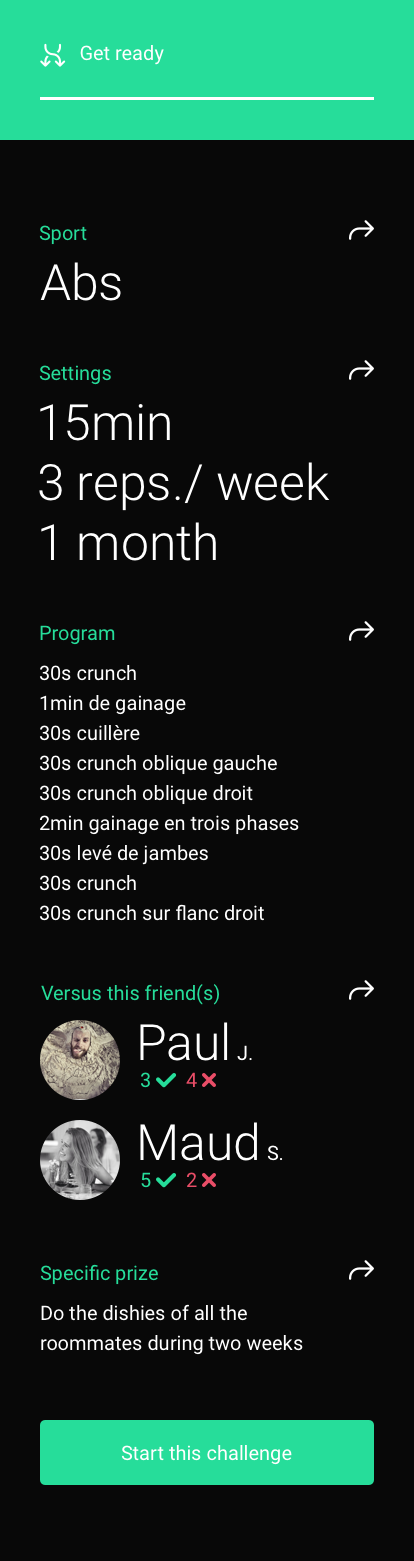 Get ready
Sport
Abs
Settings
15min
3 reps./ week
1 month
Program
30s crunch
1min de gainage
30s cuillère
30s crunch oblique gauche
30s crunch oblique droit
2min gainage en trois phases
30s levé de jambes
30s crunch
30s crunch sur flanc droit
Versus this friend(s)
Paul J.
3 4
Maud S.
5 2
Specific prize
Do the dishies of all the
roommates during two weeks
Start this challenge